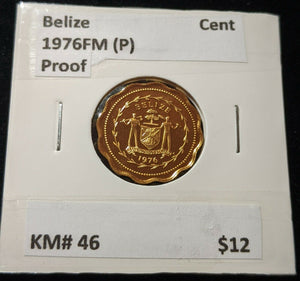 Belize Cent
1976FM (P)
Proof
BELIZE
1976
KM# 46 $12